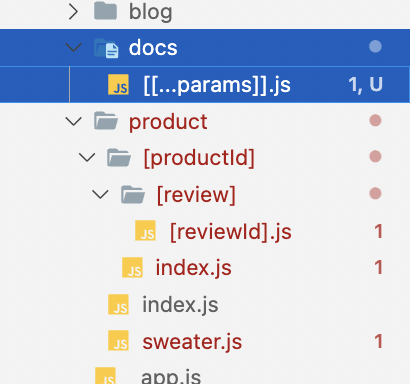 blog
docs
JS [[...params]].js 1, U
product
[productId]
[review]
JS [reviewId].js 1
JS index.js 1
JS index.js
JS sweater.js 1
JS _app.js